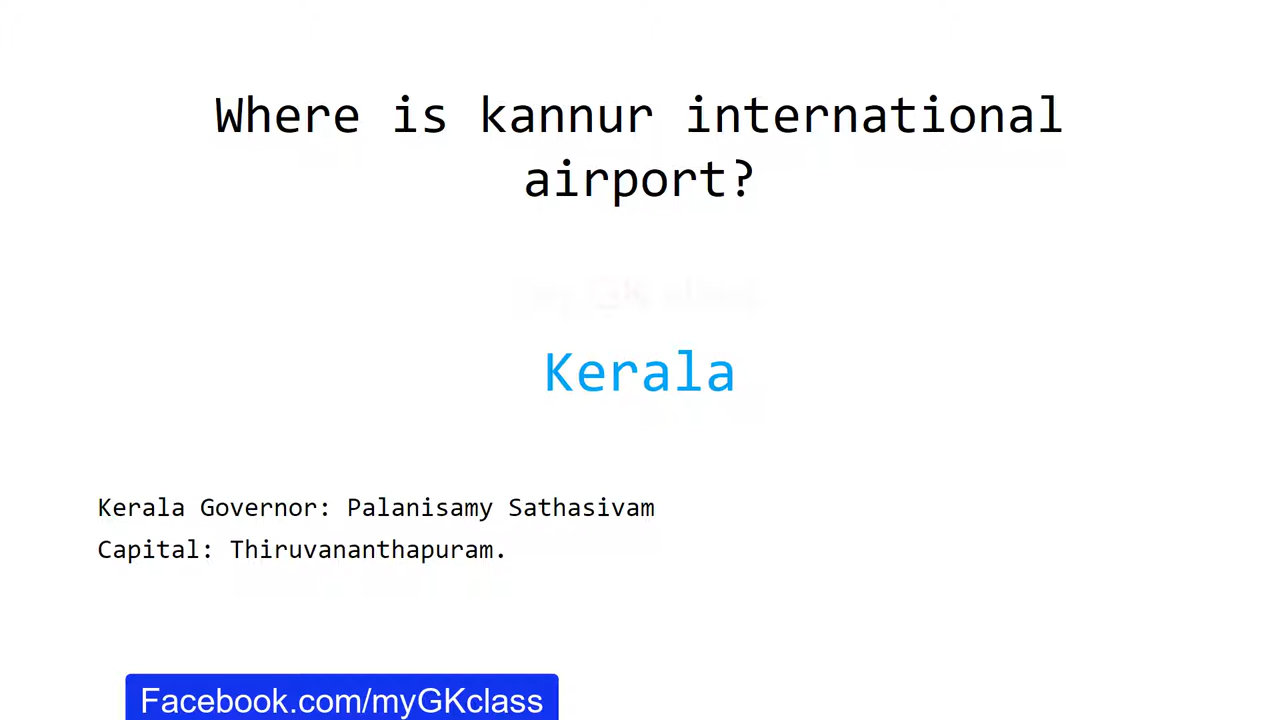 Where is kannur international
airport?
Kerala
Kerala Governor: Palanisamy Sathasivam
Capital: Thiruvananthapuram.
Facebook.com/myGKclass